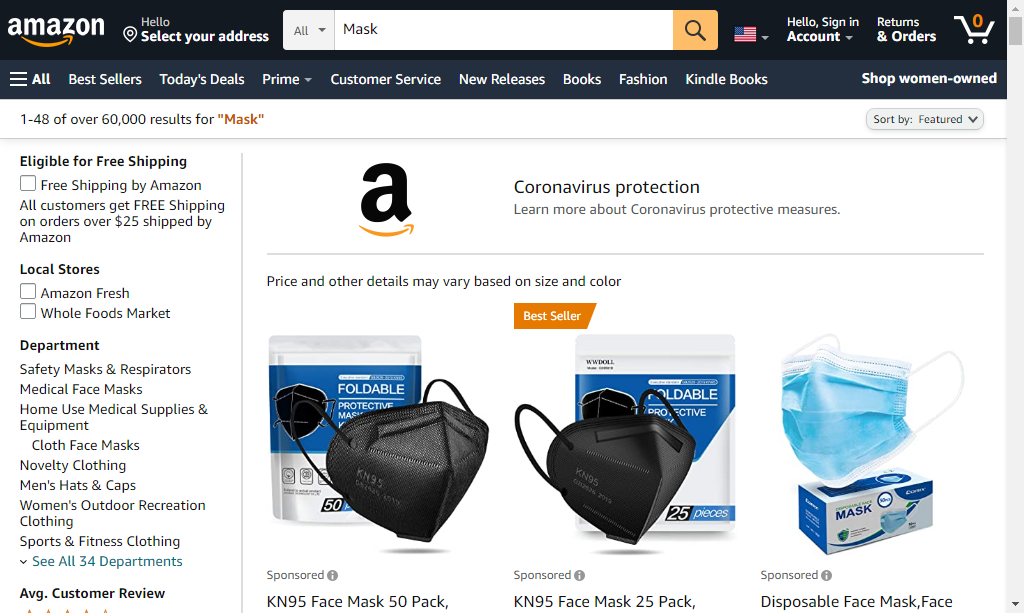 amazon
Hello
Select your address
All
Mask
Hello, Sign in
Account
Returns
& Orders
0
All
Best Sellers
Today's Deals
Prime
Customer Service
New Releases
Books
Fashion
Kindle Books
Shop women-owned
1-48 of over 60,000 results for "Mask"
Sort by: Featured
Eligible for Free Shipping
Free Shipping by Amazon
All customers get FREE Shipping
on orders over $25 shipped by
Amazon
Local Stores
Amazon Fresh
Whole Foods Market
Department
Safety Masks & Respirators
Medical Face Masks
Home Use Medical Supplies &
Equipment
Cloth Face Masks
Novelty Clothing
Men's Hats & Caps
Women's Outdoor Recreation
Clothing
Sports & Fitness Clothing
See All 34 Departments
Avg. Customer Review
a
Coronavirus protection
Learn more about Coronavirus protective measures.
Price and other details may vary based on size and color
FOLDABLE
PROTECTIVE
MASK
KN95
50
Sponsored
KN95 Face Mask 50 Pack,
Best Seller
WWDOLL
FOLDABLE
PROTECTIVE
KN95
25 pieces
Sponsored
KN95 Face Mask 25 Pack,
DISPOSABLE FACE
MASK
Sponsored
Disposable Face Mask,Face